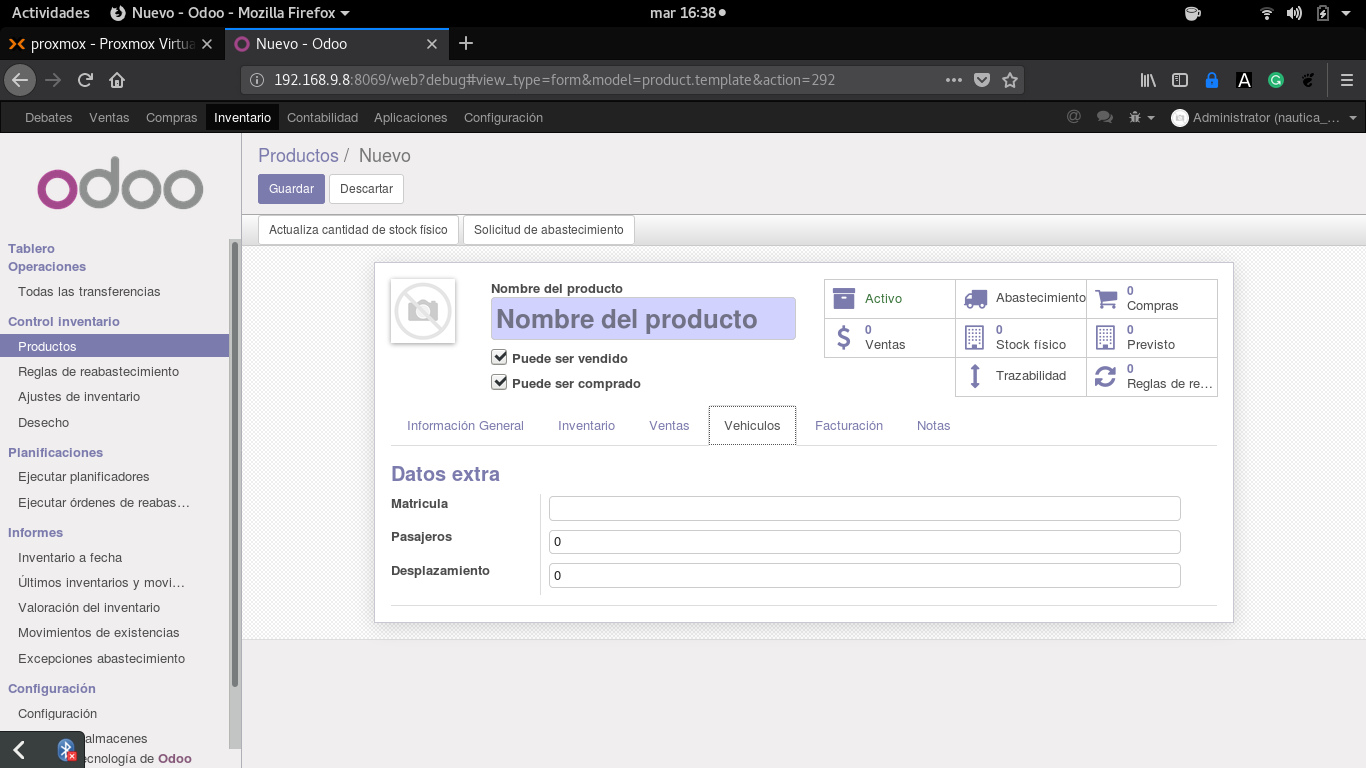 Actividades Nuevo - Odoo - Mozilla Firefox mar 16:38
proxmox - Proxmox Virtua Nuevo - Odoo
192.168.9.8:8069/web?debug#view_type=form&model=product.template&action=292
Debates Ventas Compras Inventario Contabilidad Aplicaciones Configuración @ Administrator (nautica_...
odoo
Tablero
Operaciones
Todas las transferencias
Control inventario
Productos
Reglas de reabastecimiento
Ajustes de inventario
Desecho
Planificaciones
Ejecutar planificadores
Ejecutar órdenes de reabas...
Informes
Inventario a fecha
Últimos inventarios y movi...
Valoración del inventario
Movimientos de existencias
Excepciones abastecimiento
Configuración
Configuración
almacenes
ecnología de Odoo
Productos / Nuevo
Guardar Descartar
Actualiza cantidad de stock físico Solicitud de abastecimiento
Nombre del producto
Nombre del producto
Puede ser vendido
Puede ser comprado
Activo
Abastecimiento
0
Compras
$ 0
Ventas
0
Stock físico
0
Previsto
Trazabilidad
0
Reglas de re...
Información General Inventario Ventas Vehiculos Facturación Notas
Datos extra
Matricula
Pasajeros 0
Desplazamiento 0